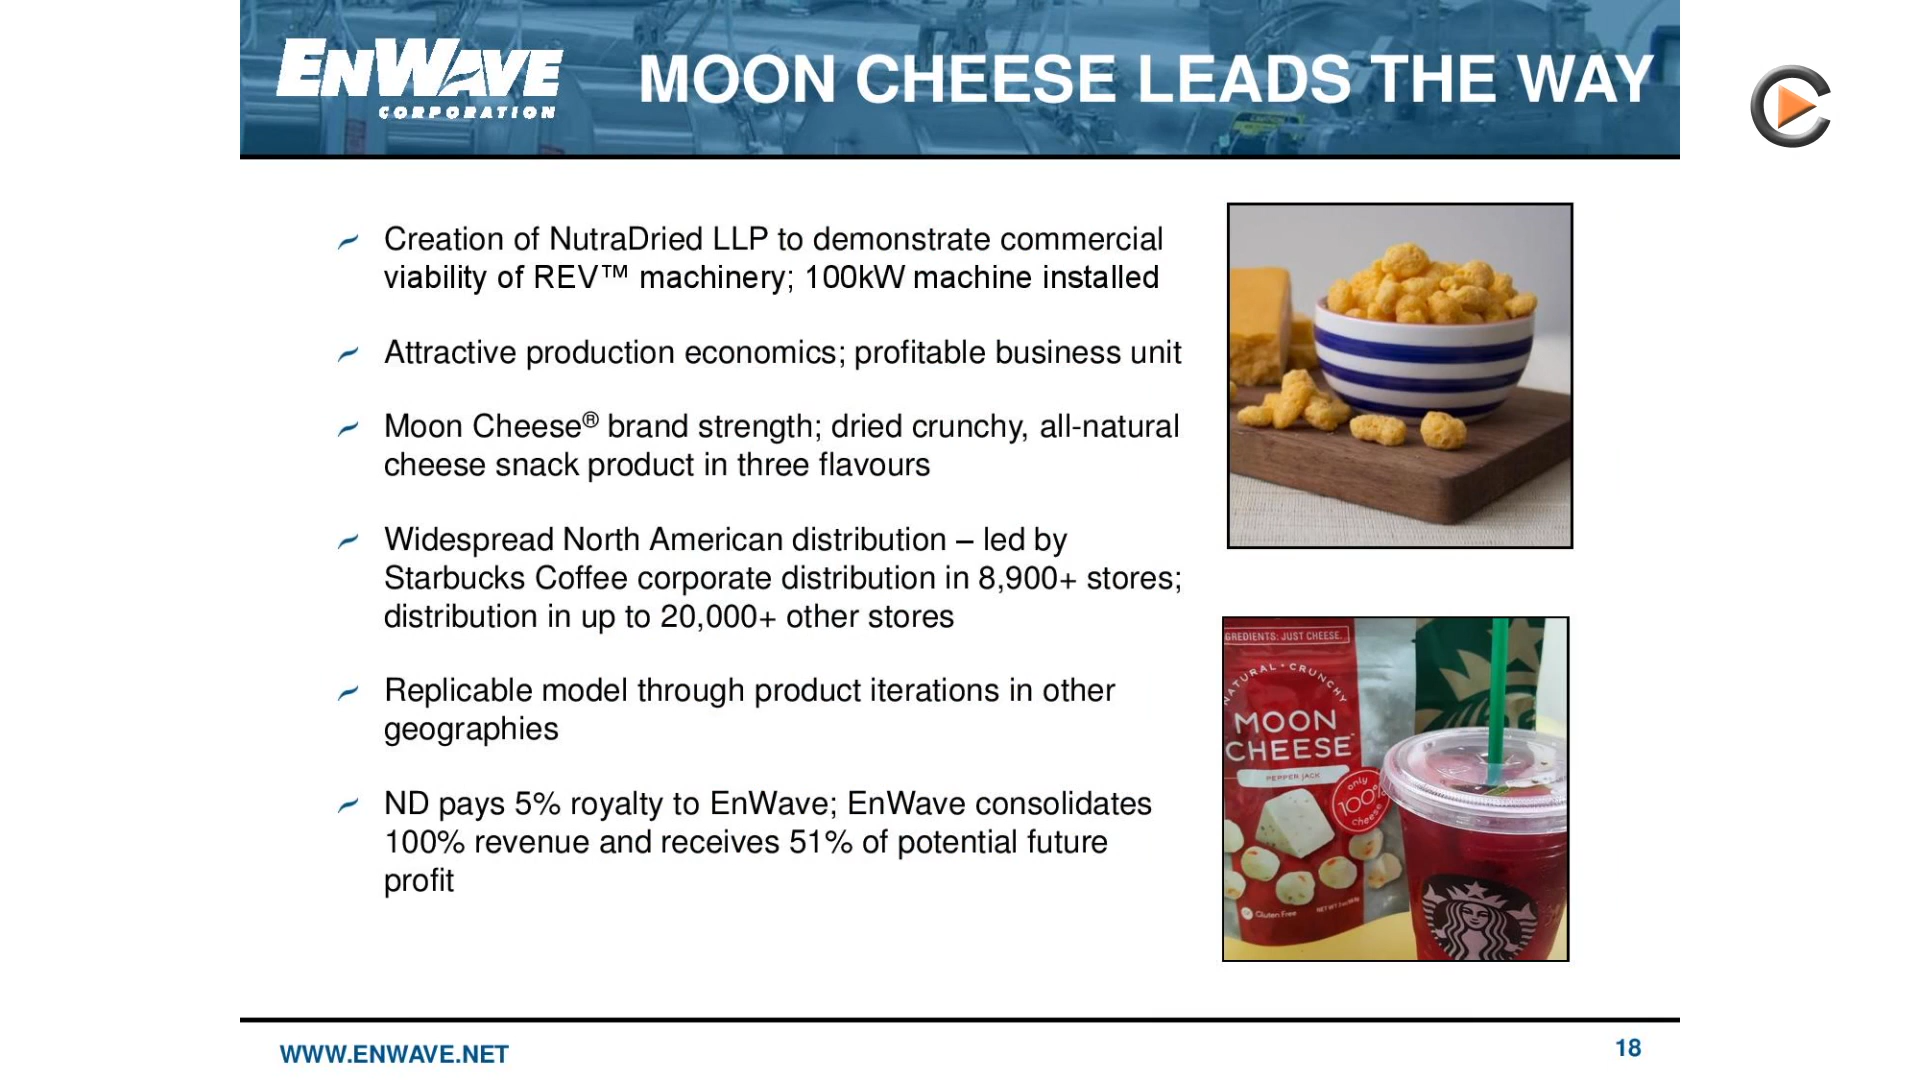 ENWAVE
CORPORATION
MOON CHEESE LEADS THE WAY
Creation of NutraDried LLP to demonstrate commercial
viability of REV™ machinery; 100kW machine installed
Attractive production economics; profitable business unit
Moon Cheese® brand strength; dried crunchy, all-natural
cheese snack product in three flavours
Widespread North American distribution – led by
Starbucks Coffee corporate distribution in 8,900+ stores;
distribution in up to 20,000+ other stores
Replicable model through product iterations in other
geographies
ND pays 5% royalty to EnWave; EnWave consolidates
100% revenue and receives 51% of potential future
profit
GREDIENTS: JUST CHEESE.
NATURAL • CRUNCHY
MOON
CHEESE
PEPPER JACK
only
100%
cheese
Gluten Free
WWW.ENWAVE.NET
18